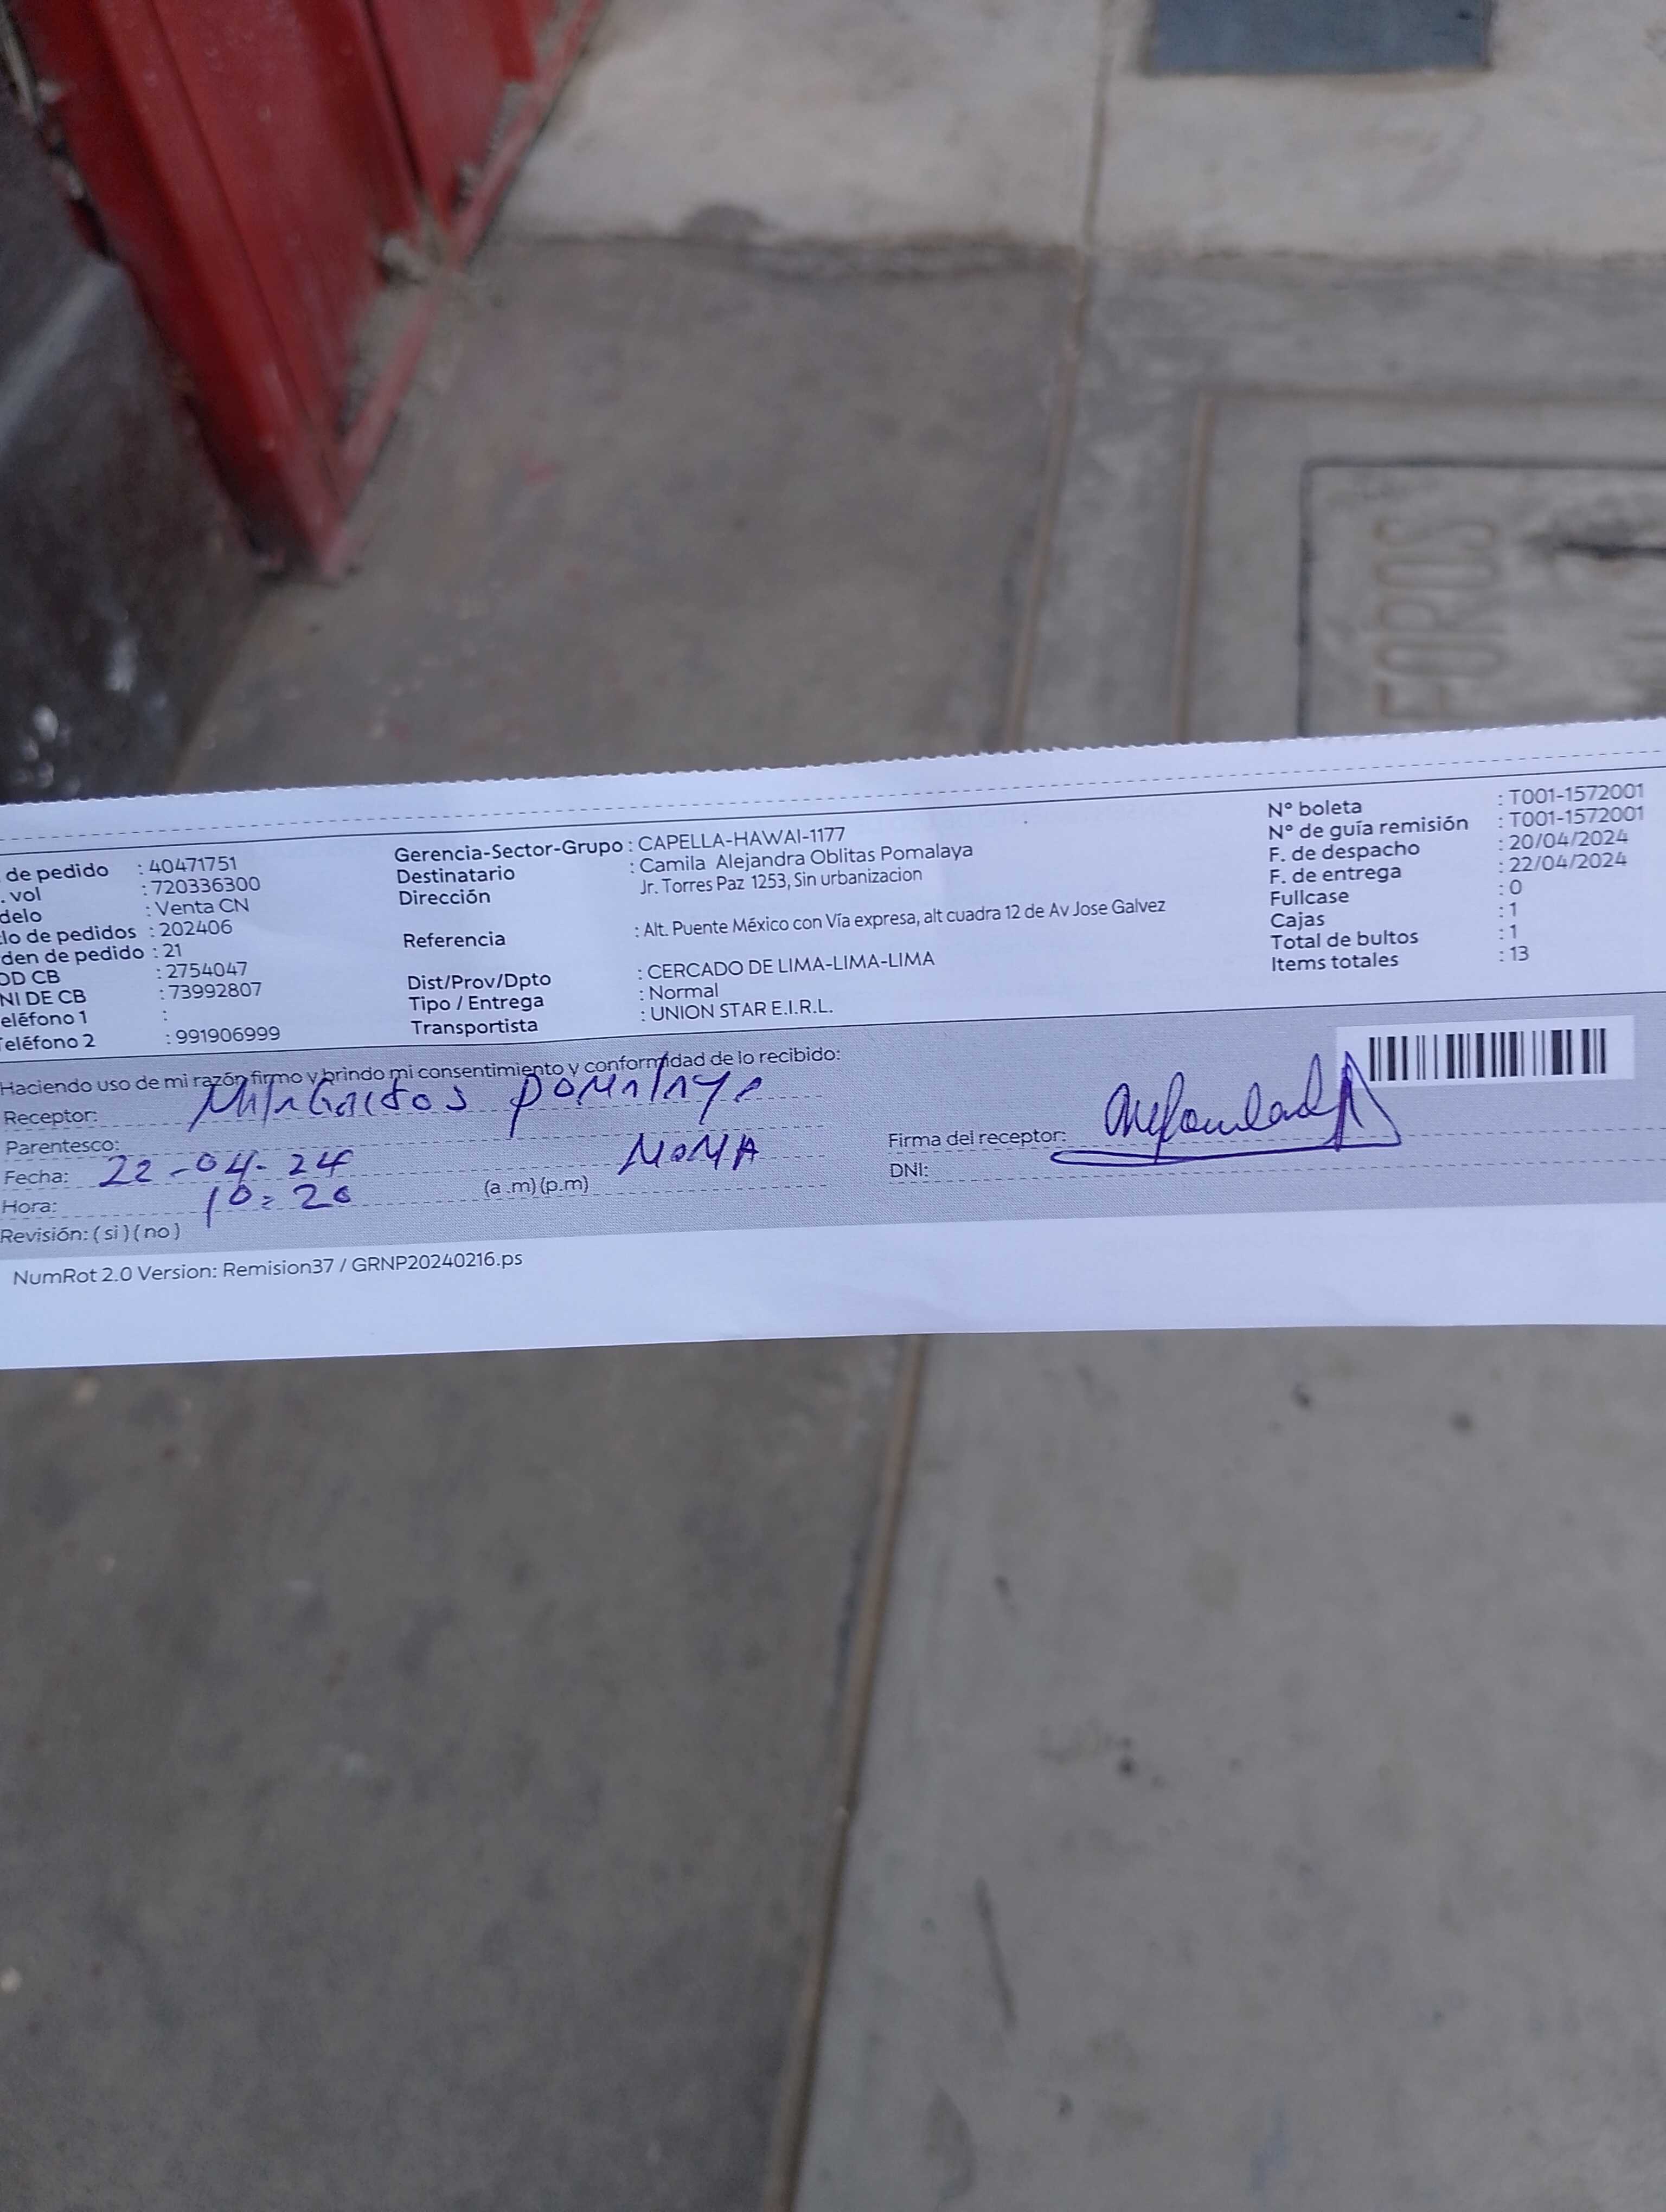 FOROS
de pedido : 40471751
. vol : 720336300
delo : Venta CN
lo de pedidos : 202406
den de pedido : 21
OD CB : 2754047
NI DE CB : 73992807
eléfono 1 :
Teléfono 2 : 991906999
Gerencia-Sector-Grupo : CAPELLA-HAWAI-1177
Destinatario : Camila Alejandra Oblitas Pomalaya
Dirección Jr. Torres Paz 1253, Sin urbanizacion
Referencia : Alt. Puente México con Vía expresa, alt cuadra 12 de Av Jose Galvez
Dist/Prov/Dpto : CERCADO DE LIMA-LIMA-LIMA
Tipo / Entrega : Normal
Transportista : UNION STAR E.I.R.L.
N° boleta : T001-1572001
N° de guía remisión : T001-1572001
F. de despacho : 20/04/2024
F. de entrega : 22/04/2024
Fullcase : 0
Cajas : 1
Total de bultos : 1
Items totales : 13
Haciendo uso de mi razón firmo y brindo mi consentimiento y conformidad de lo recibido:
Receptor: Pomalaya
Parentesco: MaMA
Fecha: 22-04-24
Hora: 10:20 (a .m) (p.m)
Revisión: ( si ) ( no )
Firma del receptor:
DNI:
NumRot 2.0 Version: Remision37 / GRNP20240216.ps